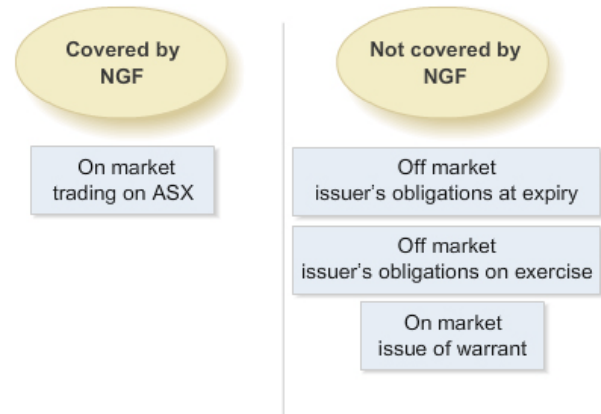 Covered by
NGF
On market
trading on ASX
Not covered by
NGF
Off market
issuer's obligations at expiry
Off market
issuer's obligations on exercise
On market
issue of warrant